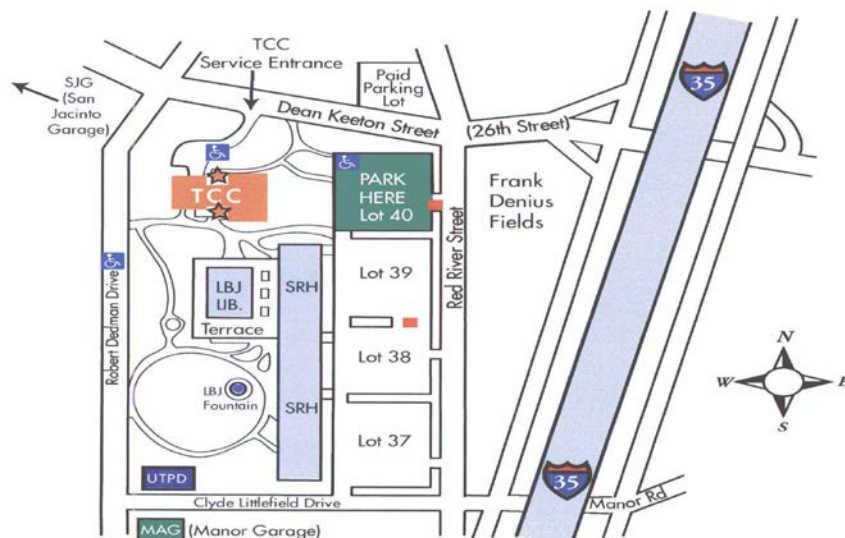 TCC
Service Entrance
SJG
(San
Jacinto
Garage)
Paid
Parking
Lot
35
Dean Keeton Street
(26th Street)
TCC
PARK
HERE
Lot 40
Frank
Denius
Fields
Red River Street
Robert Dedman Drive
LBJ
LIB.
SRH
Lot 39
Terrace
Lot 38
LBJ
Fountain
SRH
Lot 37
N
W
E
S
UTPD
35
Manor Rd
Clyde Littlefield Drive
MAG (Manor Garage)